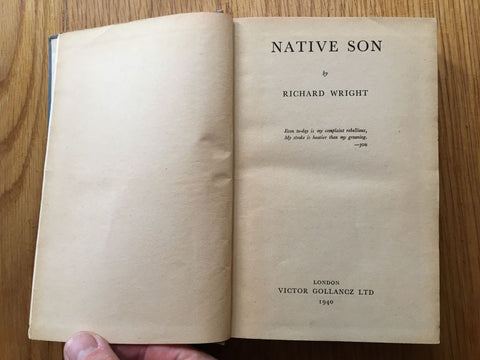 NATIVE SON
by
RICHARD WRIGHT
Even to-day is my complaint rebellious,
My stroke is heavier than my groaning.
—JOB
LONDON
VICTOR GOLLANCZ LTD
1940